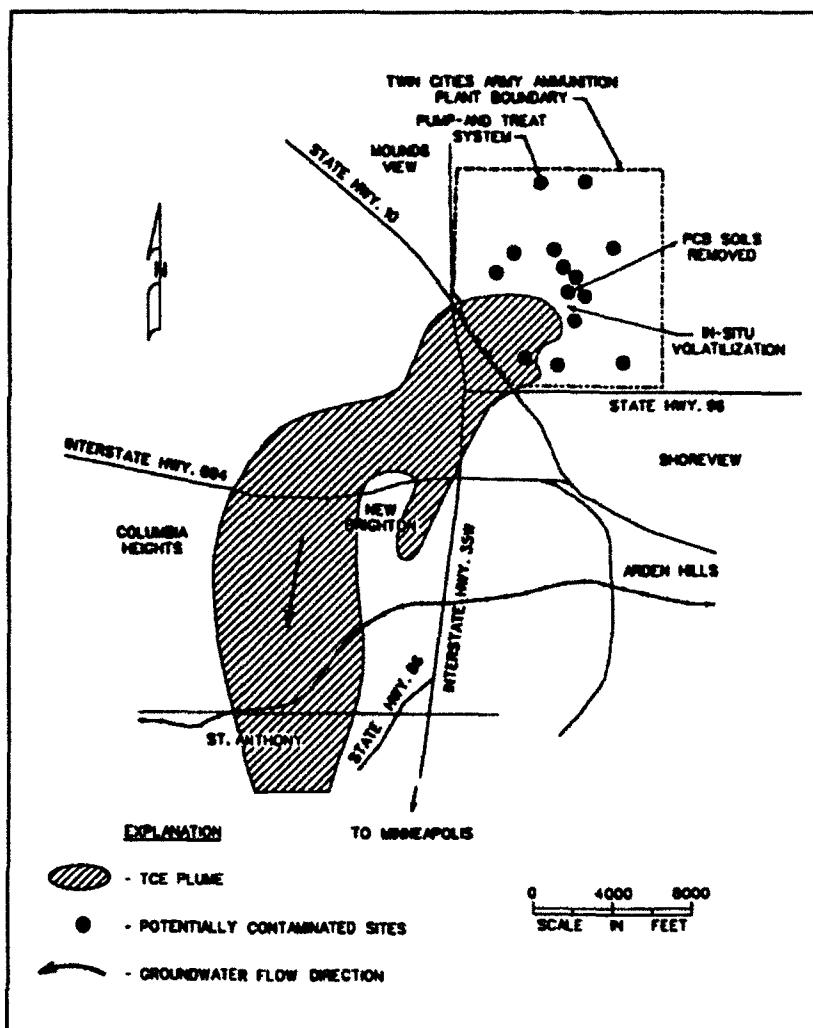 TWIN CITIES ARMY AMMUNITION
PLANT BOUNDARY
PUMP-AND TREAT
SYSTEM
MOUNDS
VIEW
STATE HWY. 10
N
PCB SOILS
REMOVED
IN-SITU
VOLATILIZATION
STATE HWY. 96
SHOREVIEW
INTERSTATE HWY. 694
NEW
BRIGHTON
COLUMBIA
HEIGHTS
ARDEN HILLS
INTERSTATE HWY. 35W
STATE HWY. 88
ST. ANTHONY
TO MINNEAPOLIS
EXPLANATION
- TCE PLUME
- POTENTIALLY CONTAMINATED SITES
- GROUNDWATER FLOW DIRECTION
0 4000 8000
SCALE IN FEET